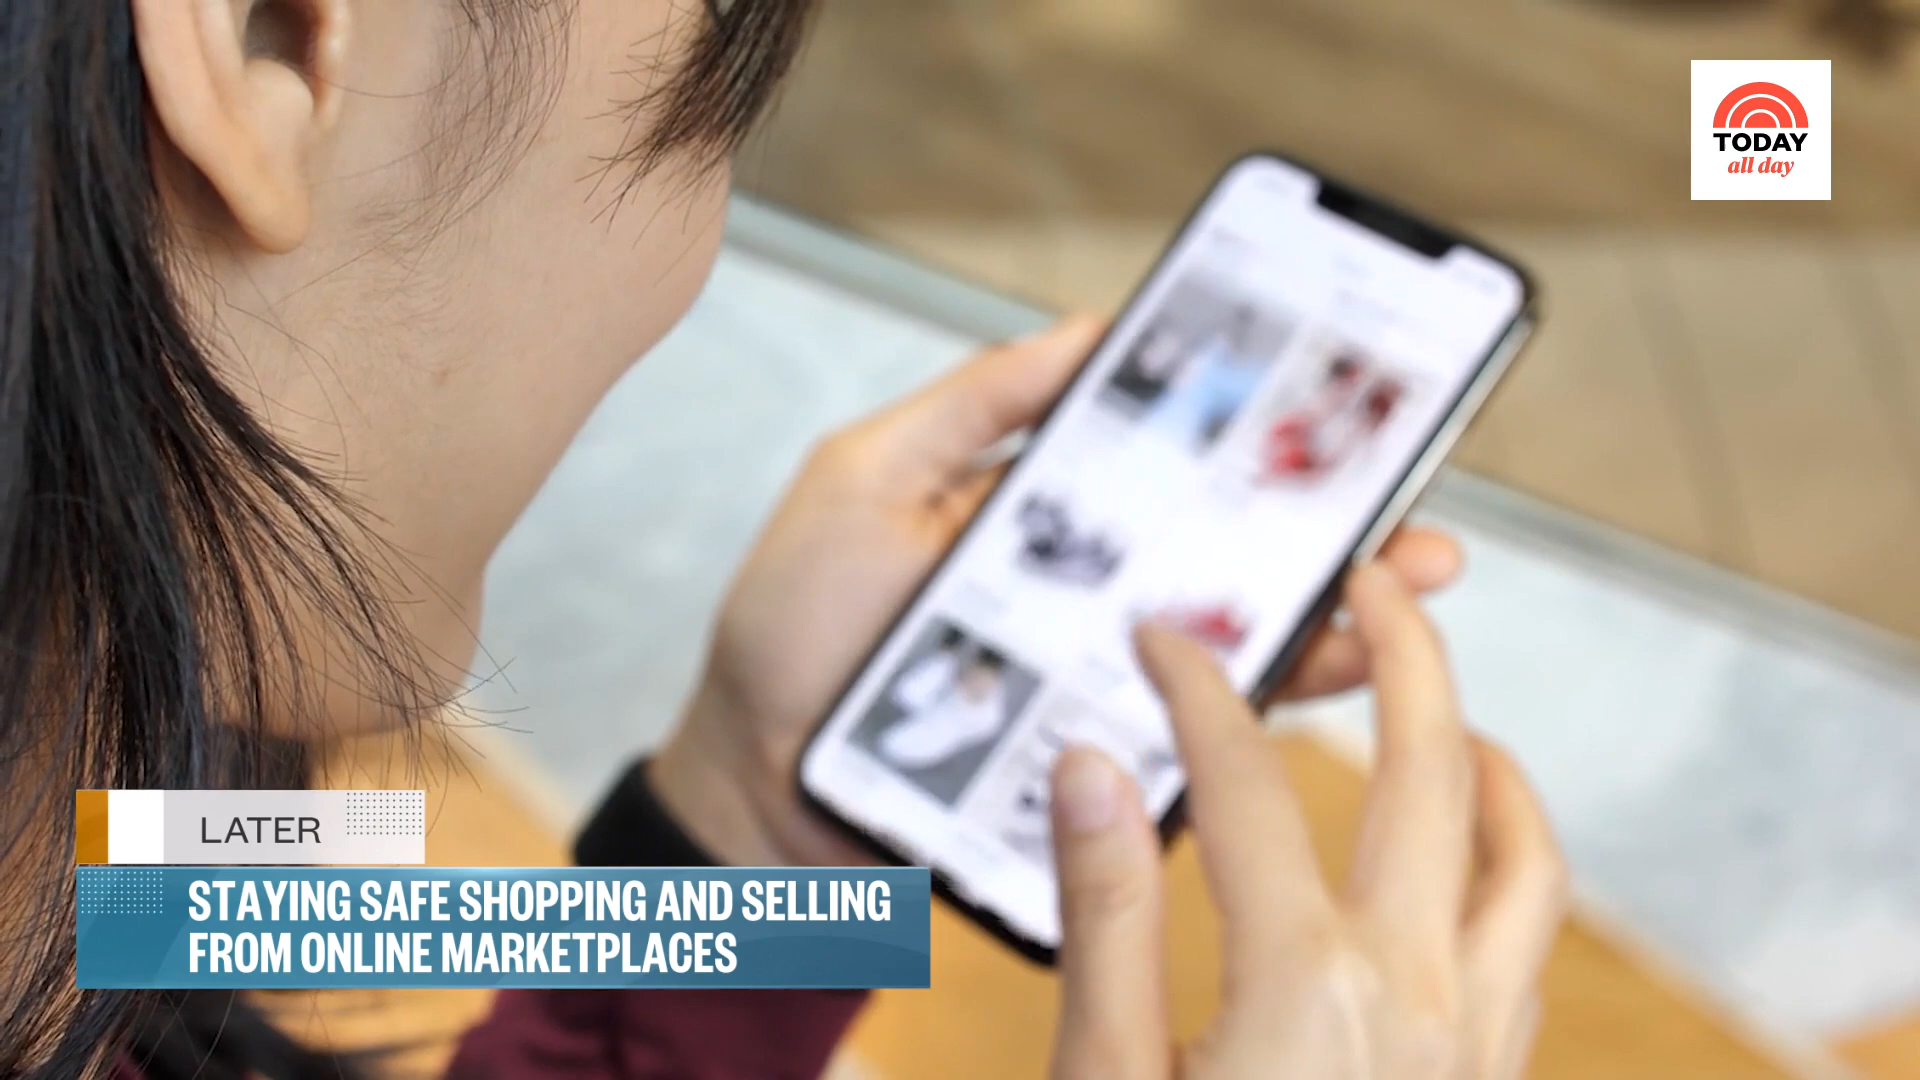 TODAY
all day
LATER
STAYING SAFE SHOPPING AND SELLING
FROM ONLINE MARKETPLACES